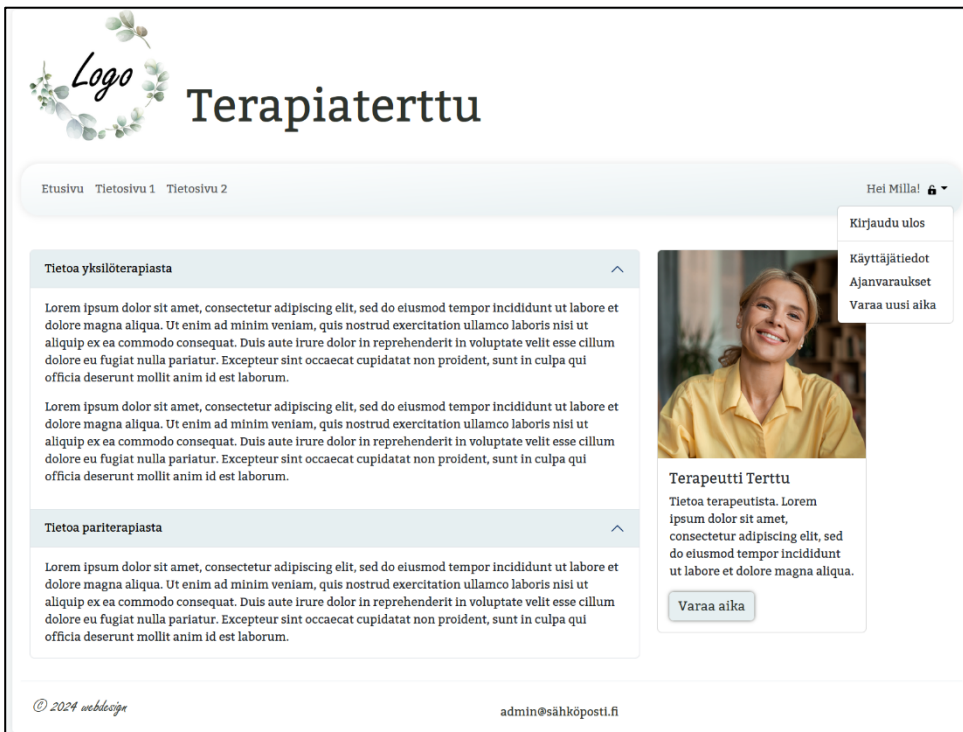 Logo
Terapiaterttu
Etusivu Tietosivu 1 Tietosivu 2
Hei Milla!
Kirjaudu ulos
Käyttäjätiedot
Ajanvaraukset
Varaa uusi aika
Tietoa yksilöterapiasta
Lorem ipsum dolor sit amet, consectetur adipiscing elit, sed do eiusmod tempor incididunt ut labore et
dolore magna aliqua. Ut enim ad minim veniam, quis nostrud exercitation ullamco laboris nisi ut
aliquip ex ea commodo consequat. Duis aute irure dolor in reprehenderit in voluptate velit esse cillum
dolore eu fugiat nulla pariatur. Excepteur sint occaecat cupidatat non proident, sunt in culpa qui
officia deserunt mollit anim id est laborum.
Lorem ipsum dolor sit amet, consectetur adipiscing elit, sed do eiusmod tempor incididunt ut labore et
dolore magna aliqua. Ut enim ad minim veniam, quis nostrud exercitation ullamco laboris nisi ut
aliquip ex ea commodo consequat. Duis aute irure dolor in reprehenderit in voluptate velit esse cillum
dolore eu fugiat nulla pariatur. Excepteur sint occaecat cupidatat non proident, sunt in culpa qui
officia deserunt mollit anim id est laborum.
Tietoa pariterapiasta
Lorem ipsum dolor sit amet, consectetur adipiscing elit, sed do eiusmod tempor incididunt ut labore et
dolore magna aliqua. Ut enim ad minim veniam, quis nostrud exercitation ullamco laboris nisi ut
aliquip ex ea commodo consequat. Duis aute irure dolor in reprehenderit in voluptate velit esse cillum
dolore eu fugiat nulla pariatur. Excepteur sint occaecat cupidatat non proident, sunt in culpa qui
officia deserunt mollit anim id est laborum.
Terapeutti Terttu
Tietoa terapeutista. Lorem
ipsum dolor sit amet,
consectetur adipiscing elit, sed
do eiusmod tempor incididunt
ut labore et dolore magna aliqua.
Varaa aika
© 2024 webdesign
admin@sähköposti.fi